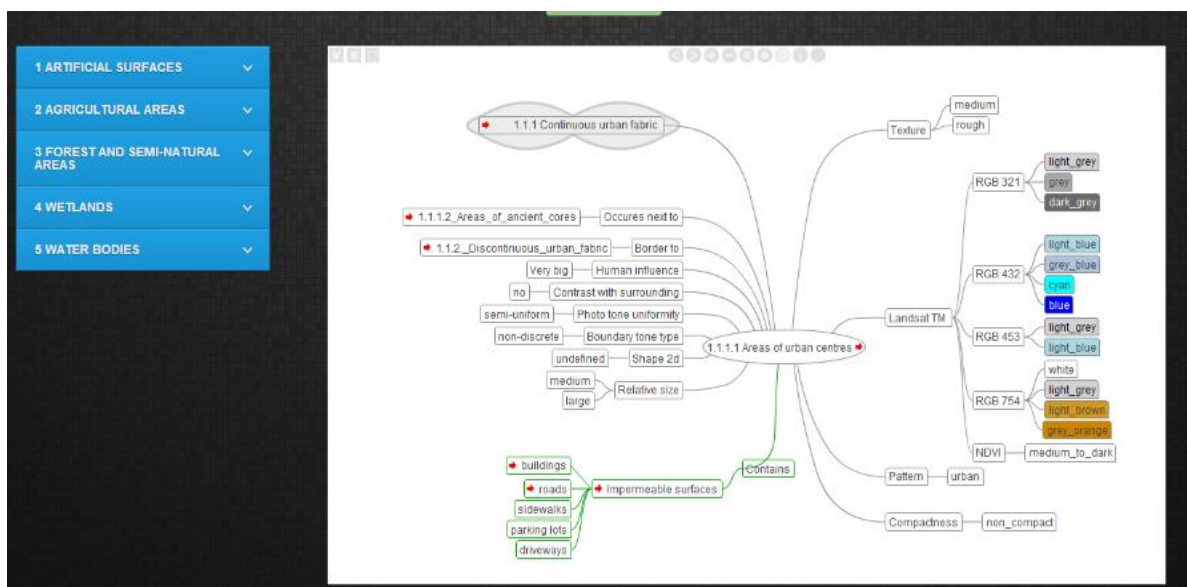 1 ARTIFICIAL SURFACES
2 AGRICULTURAL AREAS
3 FOREST AND SEMI-NATURAL
AREAS
4 WETLANDS
5 WATER BODIES
1.1.1 Continuous urban fabric
1.1.1.2_Areas_of_ancient_cores
Occures next to
1.1.2._Discontinuous_urban_fabric
Border to
Very big
Human influence
no
Contrast with surrounding
semi-uniform
Photo tone uniformity
non-discrete
Boundary tone type
undefined
Shape 2d
medium
large
Relative size
1.1.1.1 Areas of urban centres
Contains
Impermeable surfaces
buildings
roads
sidewalks
parking lots
driveways
Texture
medium
rough
Landsat TM
RGB 321
light_grey
grey
dark_grey
RGB 432
light_blue
grey_blue
cyan
blue
RGB 453
light_grey
light_blue
RGB 754
white
light_grey
light_brown
grey_orange
NDVI
medium_to_dark
Pattern
urban
Compactness
non_compact